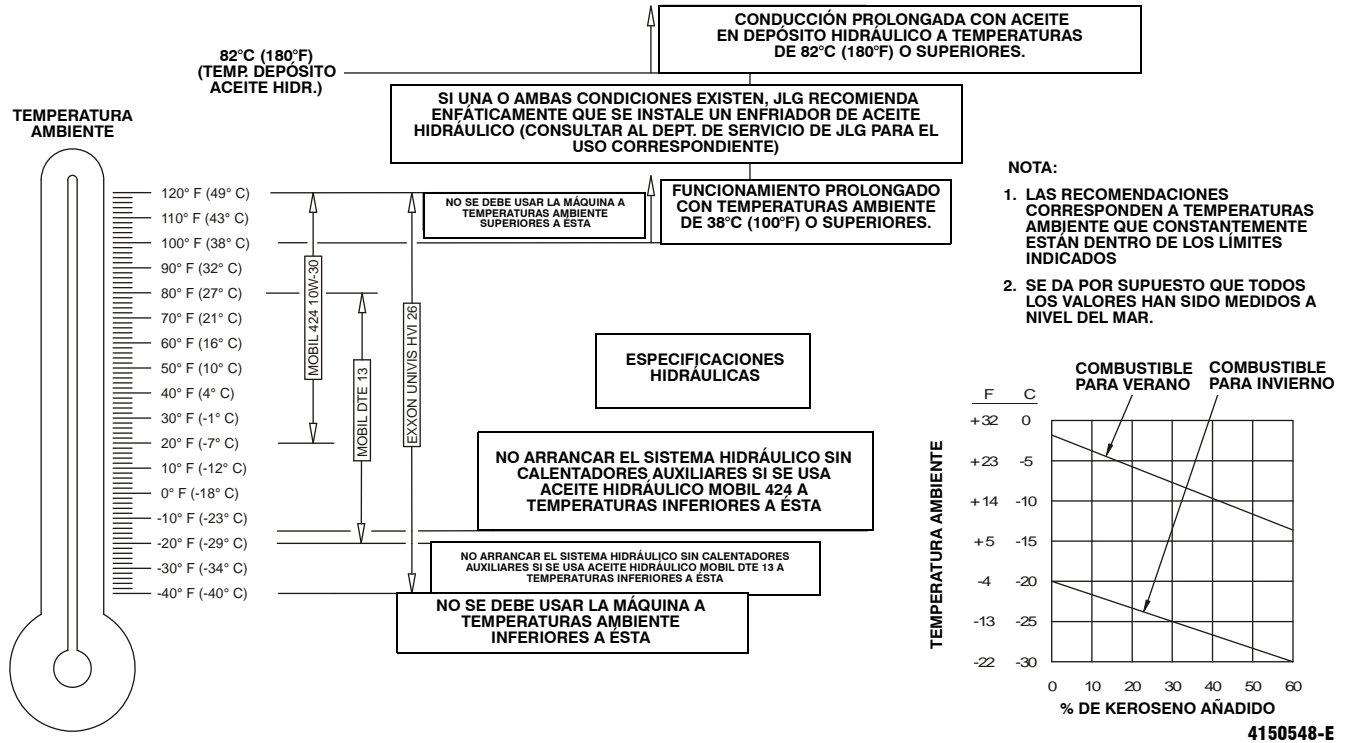 CONDUCCIÓN PROLONGADA CON ACEITE
EN DEPÓSITO HIDRÁULICO A TEMPERATURAS
DE 82°C (180°F) O SUPERIORES.
82°C (180°F)
(TEMP. DEPÓSITO
ACEITE HIDR.)
SI UNA O AMBAS CONDICIONES EXISTEN, JLG RECOMIENDA
ENFÁTICAMENTE QUE SE INSTALE UN ENFRIADOR DE ACEITE
HIDRÁULICO (CONSULTAR AL DEPT. DE SERVICIO DE JLG PARA EL
USO CORRESPONDIENTE)
TEMPERATURA
AMBIENTE
120° F (49° C)
110° F (43° C)
100° F (38° C)
90° F (32° C)
80° F (27° C)
70° F (21° C)
60° F (16° C)
50° F (10° C)
40° F (4° C)
30° F (-1° C)
20° F (-7° C)
10° F (-12° C)
0° F (-18° C)
-10° F (-23° C)
-20° F (-29° C)
-30° F (-34° C)
-40° F (-40° C)
MOBIL 424 10W-30
MOBIL DTE 13
EXXON UNIVIS HVI 26
NO SE DEBE USAR LA MÁQUINA A
TEMPERATURAS AMBIENTE
SUPERIORES A ÉSTA
FUNCIONAMIENTO PROLONGADO
CON TEMPERATURAS AMBIENTE
DE 38°C (100°F) O SUPERIORES.
ESPECIFICACIONES
HIDRÁULICAS
NO ARRANCAR EL SISTEMA HIDRÁULICO SIN
CALENTADORES AUXILIARES SI SE USA
ACEITE HIDRÁULICO MOBIL 424 A
TEMPERATURAS INFERIORES A ÉSTA
NO ARRANCAR EL SISTEMA HIDRÁULICO SIN CALENTADORES
AUXILIARES SI SE USA ACEITE HIDRÁULICO MOBIL DTE 13 A
TEMPERATURAS INFERIORES A ÉSTA
NO SE DEBE USAR LA MÁQUINA A
TEMPERATURAS AMBIENTE
INFERIORES A ÉSTA
NOTA:
1. LAS RECOMENDACIONES
CORRESPONDEN A TEMPERATURAS
AMBIENTE QUE CONSTANTEMENTE
ESTÁN DENTRO DE LOS LÍMITES
INDICADOS
2. SE DA POR SUPUESTO QUE TODOS
LOS VALORES HAN SIDO MEDIDOS A
NIVEL DEL MAR.
COMBUSTIBLE
PARA VERANO
COMBUSTIBLE
PARA INVIERNO
F C
+32 0
+23 -5
+14 -10
+5 -15
-4 -20
-13 -25
-22 -30
TEMPERATURA AMBIENTE
0 10 20 30 40 50 60
% DE KEROSENO AÑADIDO
4150548-E